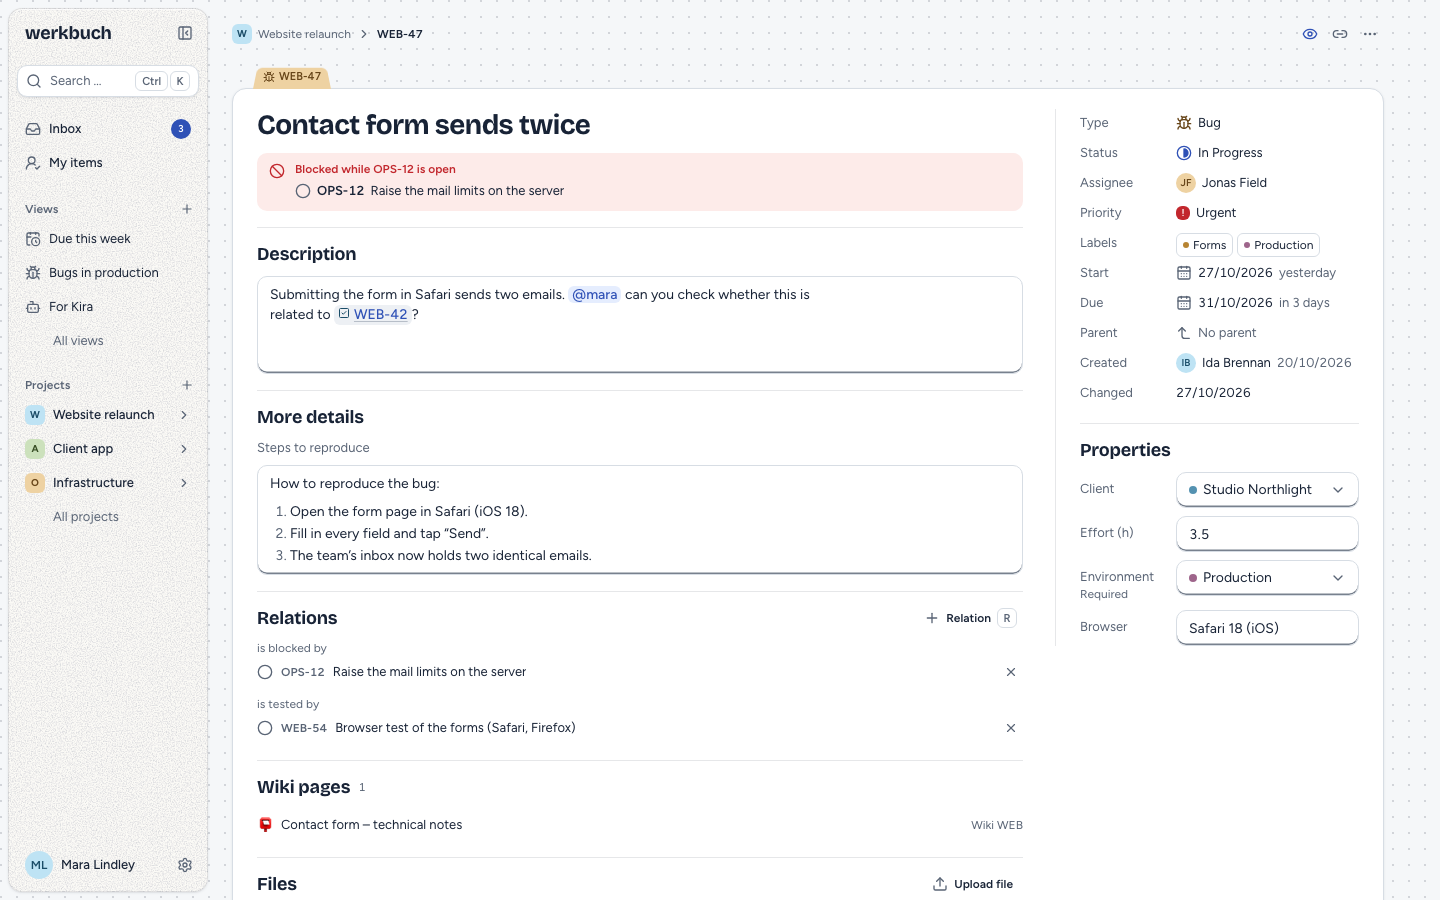 werkbuch
Search ... Ctrl K
Inbox 3
My items
Views
Due this week
Bugs in production
For Kira
All views
Projects
W Website relaunch
A Client app
O Infrastructure
All projects
ML Mara Lindley
W Website relaunch WEB-47
WEB-47
Contact form sends twice
Blocked while OPS-12 is open
OPS-12 Raise the mail limits on the server
Description
Submitting the form in Safari sends two emails. @mara can you check whether this is
related to WEB-42 ?
More details
Steps to reproduce
How to reproduce the bug:
1. Open the form page in Safari (iOS 18).
2. Fill in every field and tap “Send”.
3. The team’s inbox now holds two identical emails.
Relations
Relation R
is blocked by
OPS-12 Raise the mail limits on the server
is tested by
WEB-54 Browser test of the forms (Safari, Firefox)
Wiki pages 1
Contact form – technical notes Wiki WEB
Files
Upload file
Type Bug
Status In Progress
Assignee JF Jonas Field
Priority Urgent
Labels Forms Production
Start 27/10/2026 yesterday
Due 31/10/2026 in 3 days
Parent No parent
Created IB Ida Brennan 20/10/2026
Changed 27/10/2026
Properties
Client Studio Northlight
Effort (h) 3.5
Environment Production
Required
Browser Safari 18 (iOS)